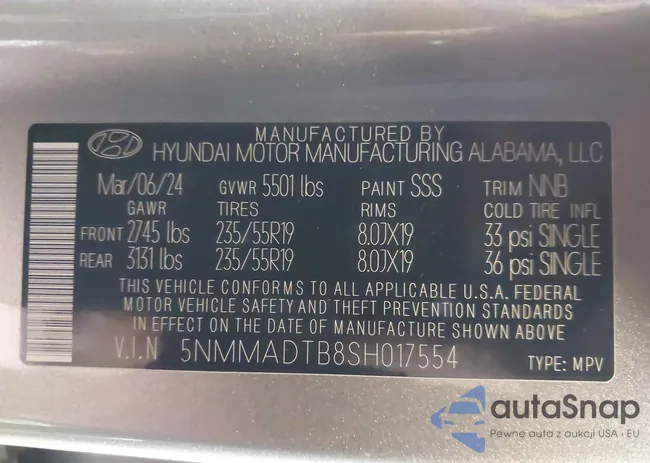 MANUFACTURED BY
HYUNDAI MOTOR MANUFACTURING ALABAMA, LLC
Mar/06/24 GVWR 5501 lbs PAINT SSS TRIM NNB
GAWR TIRES RIMS COLD TIRE INFL
FRONT 2745 lbs 235/55R19 8.0JX19 33 psi SINGLE
REAR 3131 lbs 235/55R19 8.0JX19 36 psi SINGLE
THIS VEHICLE CONFORMS TO ALL APPLICABLE U.S.A. FEDERAL
MOTOR VEHICLE SAFETY AND THEFT PREVENTION STANDARDS
IN EFFECT ON THE DATE OF MANUFACTURE SHOWN ABOVE.
V.I.N 5NMMADTB8SH017554 TYPE: MPV
autaSnap
Pewne auta z aukcji USA i EU